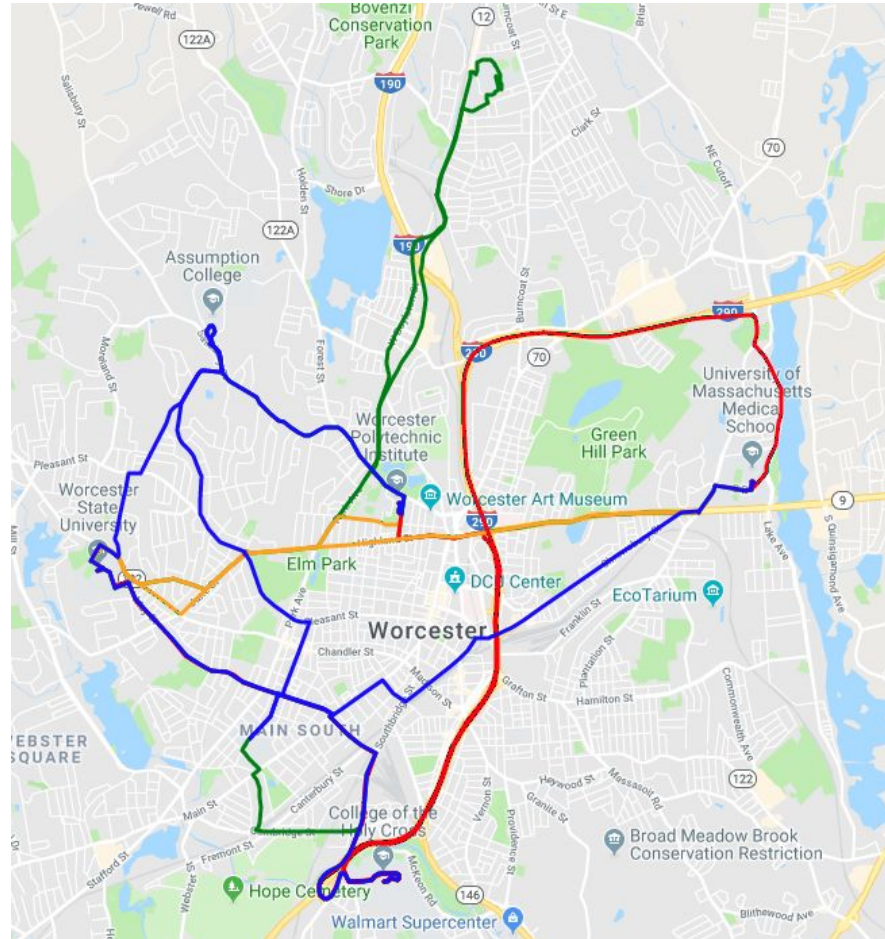 Bovenzi
Conservation
Park
12
122A
190
Salisbury St
Clark St
70
NE Cutoff
Holden St
Shore Dr
122A
190
Assumption
College
Burncoat St
290
290
70
Moreland St
Forest St
University of
Massachusetts
Medical
School
Worcester
Polytechnic
Institute
Green
Hill Park
Pleasant St
Worcester
State
University
Worcester Art Museum
9
290
Highland St
Elm Park
Lake Ave
S Quinsigamond Ave
DCU Center
EcoTarium
Park Ave
Pleasant St
Franklin St
Worcester
Chandler St
Plantation St
Madison St
Grafton St
Hamilton St
Southbridge St
MAIN SOUTH
Commonwealth Ave
WEBSTER
SQUARE
122
Heywood St
Massasoit Rd
Canterbury St
Main St
Vernon St
Granite St
College of the
Holy Cross
Cambridge St
Providence St
Fremont St
Broad Meadow Brook
Conservation Restriction
Stafford St
Webster St
McKeon Rd
Hope Cemetery
146
Walmart Supercenter
Blithewood Ave